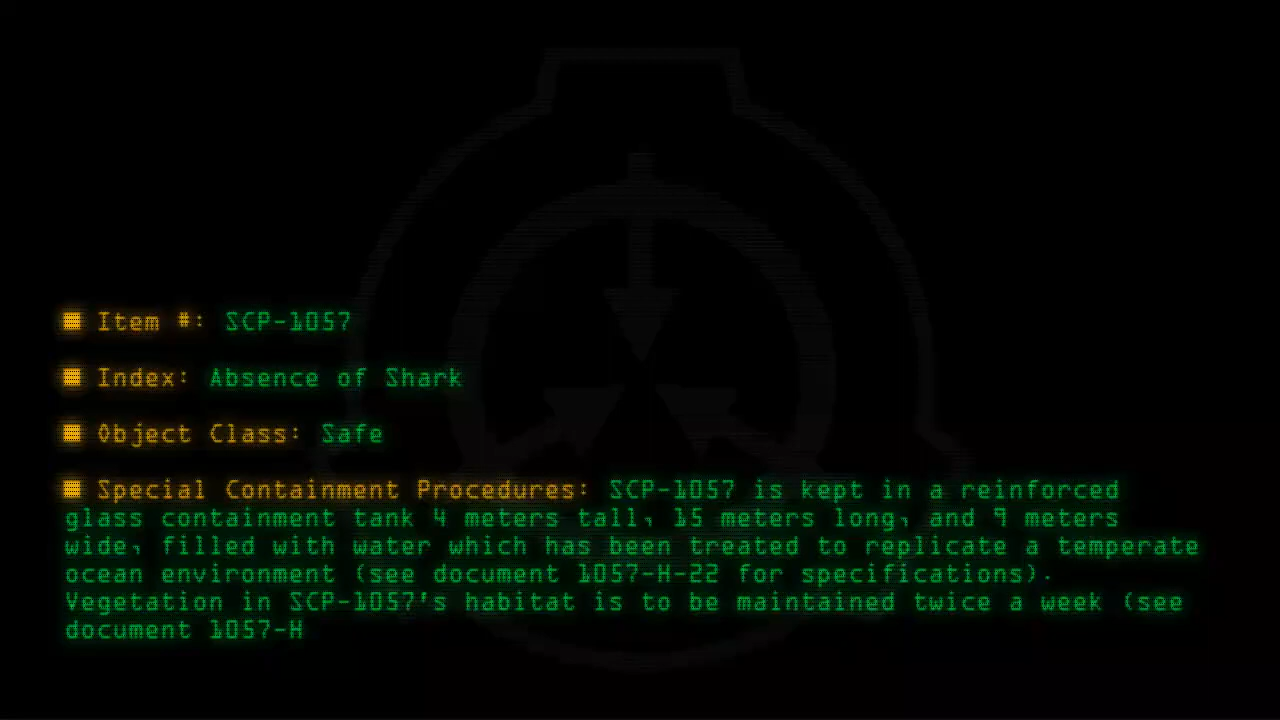 ■ Item #: SCP-1057
■ Index: Absence of Shark
■ Object Class: Safe
■ Special Containment Procedures: SCP-1057 is kept in a reinforced
glass containment tank 4 meters tall, 15 meters long, and 9 meters
wide, filled with water which has been treated to replicate a temperate
ocean environment (see document 1057-H-22 for specifications).
Vegetation in SCP-1057's habitat is to be maintained twice a week (see
document 1057-H